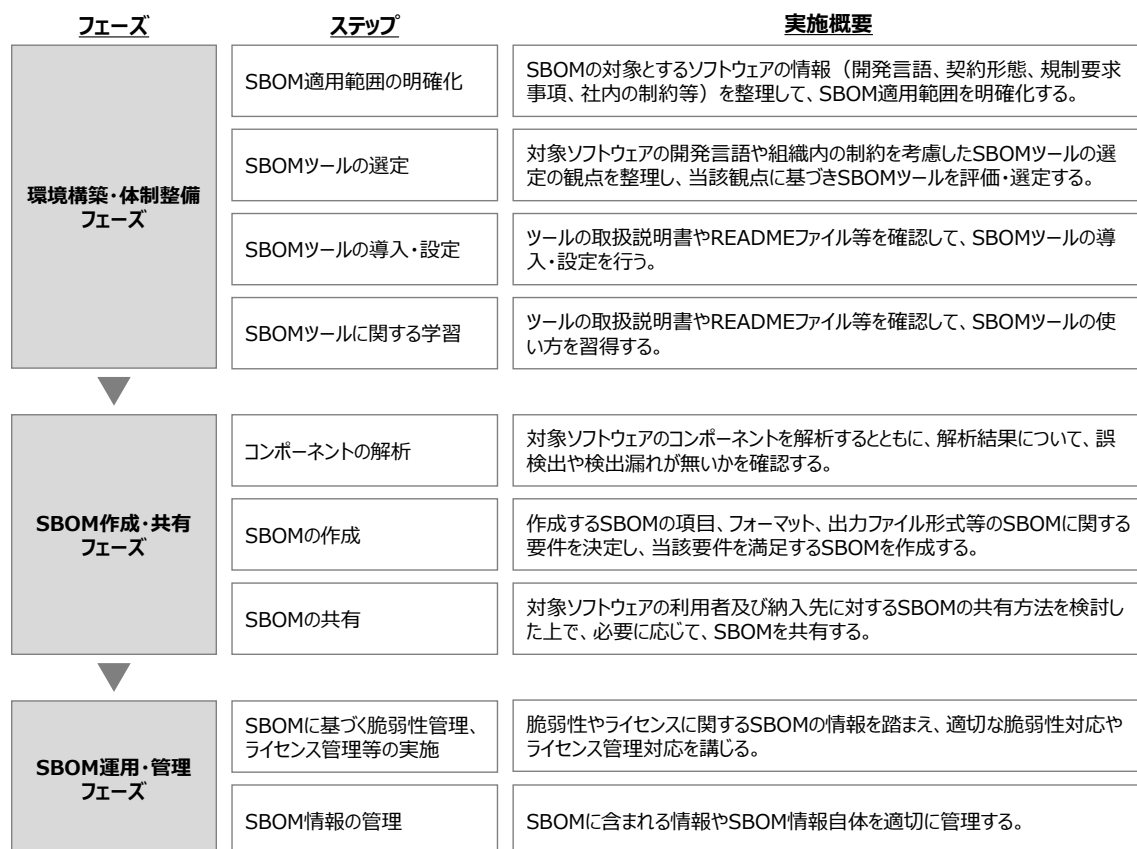 フェーズ
ステップ
実施概要
環境構築・体制整備
フェーズ
SBOM適用範囲の明確化
SBOMの対象とするソフトウェアの情報（開発言語、契約形態、規制要求
事項、社内の制約等）を整理して、SBOM適用範囲を明確化する。
SBOMツールの選定
対象ソフトウェアの開発言語や組織内の制約を考慮したSBOMツールの選
定の観点を整理し、当該観点に基づきSBOMツールを評価・選定する。
SBOMツールの導入・設定
ツールの取扱説明書やREADMEファイル等を確認して、SBOMツールの導
入・設定を行う。
SBOMツールに関する学習
ツールの取扱説明書やREADMEファイル等を確認して、SBOMツールの使
い方を習得する。
SBOM作成・共有
フェーズ
コンポーネントの解析
対象ソフトウェアのコンポーネントを解析するとともに、解析結果について、誤
検出や検出漏れが無いかを確認する。
SBOMの作成
作成するSBOMの項目、フォーマット、出力ファイル形式等のSBOMに関する
要件を決定し、当該要件を満足するSBOMを作成する。
SBOMの共有
対象ソフトウェアの利用者及び納入先に対するSBOMの共有方法を検討し
た上で、必要に応じて、SBOMを共有する。
SBOM運用・管理
フェーズ
SBOMに基づく脆弱性管理、
ライセンス管理等の実施
脆弱性やライセンスに関するSBOMの情報を踏まえ、適切な脆弱性対応や
ライセンス管理対応を講じる。
SBOM情報の管理
SBOMに含まれる情報やSBOM情報自体を適切に管理する。